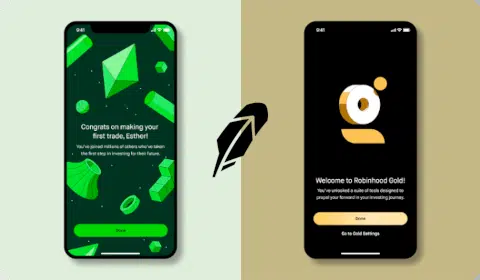 9:41
Congrats on making your
first trade, Esther!
You've joined millions of others who've taken
the first step in investing for their future.
Done
9:41
Welcome to Robinhood Gold!
You've unlocked a suite of tools designed to
propel your forward in your investing journey.
Done
Go to Gold Settings